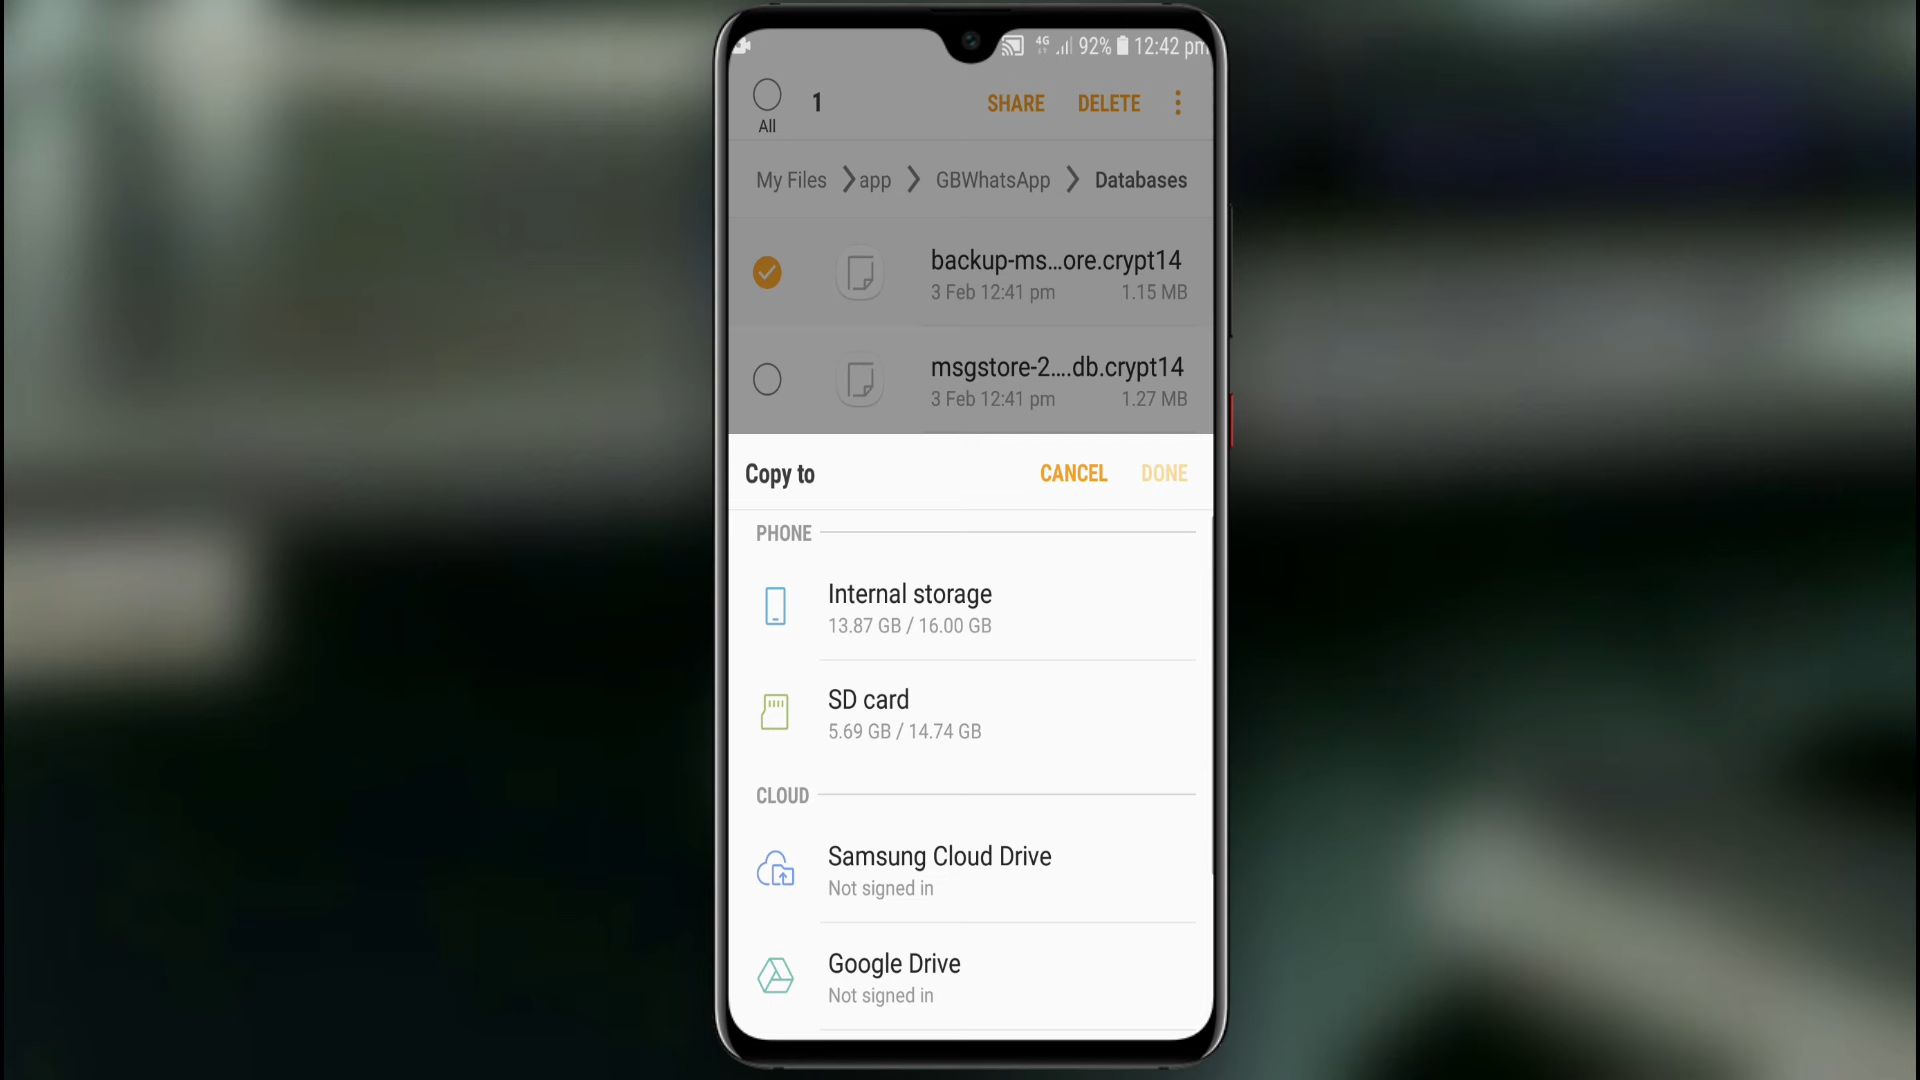 4G 92% 12:42 pm
1 SHARE DELETE
All
My Files app GBWhatsApp Databases
backup-ms...ore.crypt14
3 Feb 12:41 pm 1.15 MB
msgstore-2....db.crypt14
3 Feb 12:41 pm 1.27 MB
Copy to CANCEL DONE
PHONE
Internal storage
13.87 GB / 16.00 GB
SD card
5.69 GB / 14.74 GB
CLOUD
Samsung Cloud Drive
Not signed in
Google Drive
Not signed in